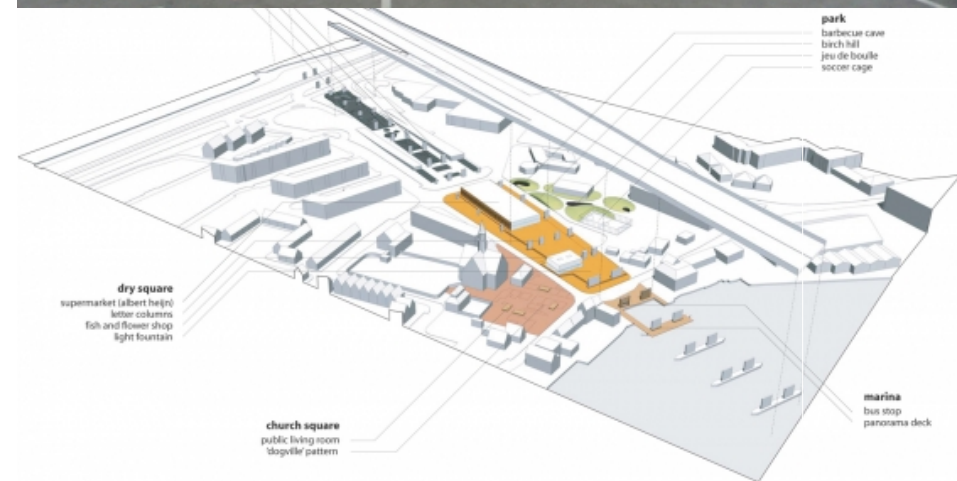 park
barbecue cave
birch hill
jeu de boulle
soccer cage
dry square
supermarket (albert heijn)
letter columns
fish and flower shop
light fountain
church square
public living room
'dogville' pattern
marina
bus stop
panorama deck